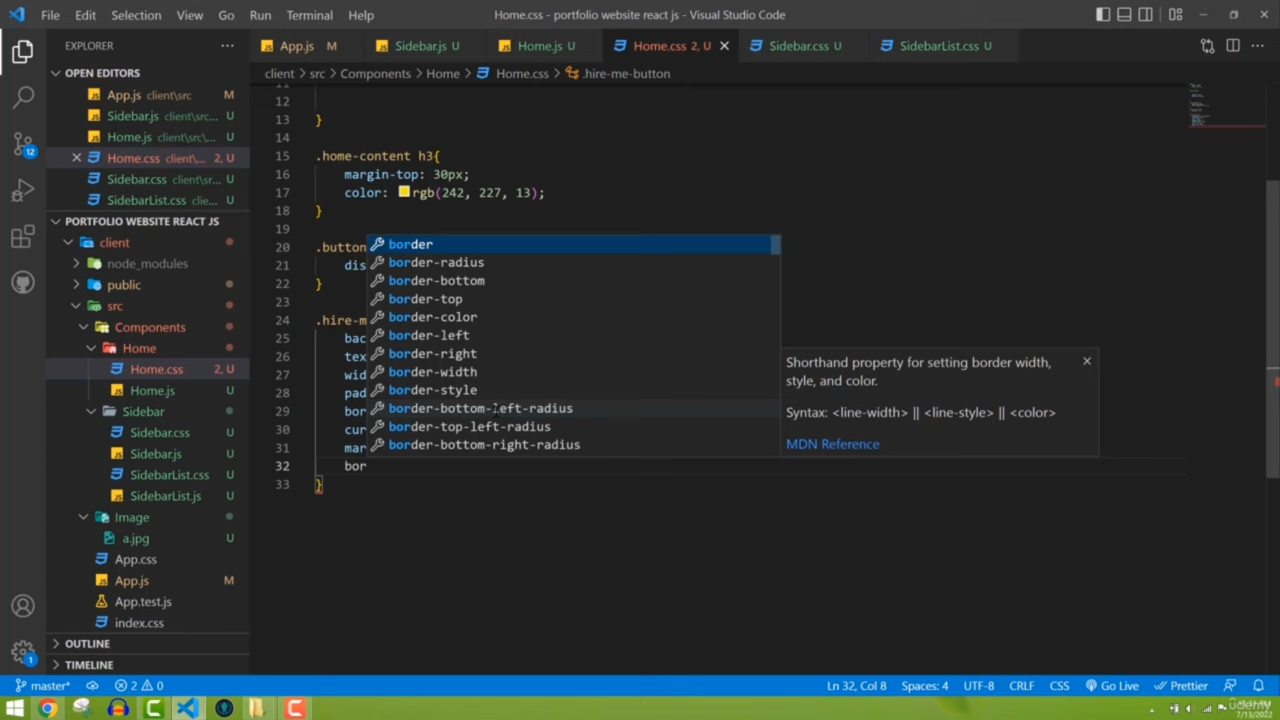 File Edit Selection View Go Run Terminal Help
Home.css - portfolio website react js - Visual Studio Code
EXPLORER
App.js M
Sidebar.js U
Home.js U
Home.css 2, U
Sidebar.css U
SidebarList.css U
client > src > Components > Home > Home.css > .hire-me-button
OPEN EDITORS
App.js client\src M
Sidebar.js client\src... U
Home.js client\src\... U
Home.css client\... 2, U
Sidebar.css client\sr... U
SidebarList.css clie... U
PORTFOLIO WEBSITE REACT JS
client
node_modules
public
src
Components
Home
Home.css 2, U
Home.js U
Sidebar
Sidebar.css U
Sidebar.js U
SidebarList.css U
SidebarList.js U
Image
a.jpg U
App.css
App.js M
App.test.js
index.css
OUTLINE
TIMELINE
11
12
13 }
14
15 .home-content h3{
16 margin-top: 30px;
17 color: rgb(242, 227, 13);
18 }
19
20 .button
21 dis
22 }
23
24 .hire-m
25 bac
26 tex
27 wid
28 pad
29 bor
30 cur
31 mar
32 bor
33 }
border
border-radius
border-bottom
border-top
border-color
border-left
border-right
border-width
border-style
border-bottom-left-radius
border-top-left-radius
border-bottom-right-radius
Shorthand property for setting border width,
style, and color.
Syntax: <line-width> || <line-style> || <color>
MDN Reference
12
1
master* 2 0
Ln 32, Col 8 Spaces: 4 UTF-8 CRLF CSS Go Live Prettier
7/13/2022
udemy